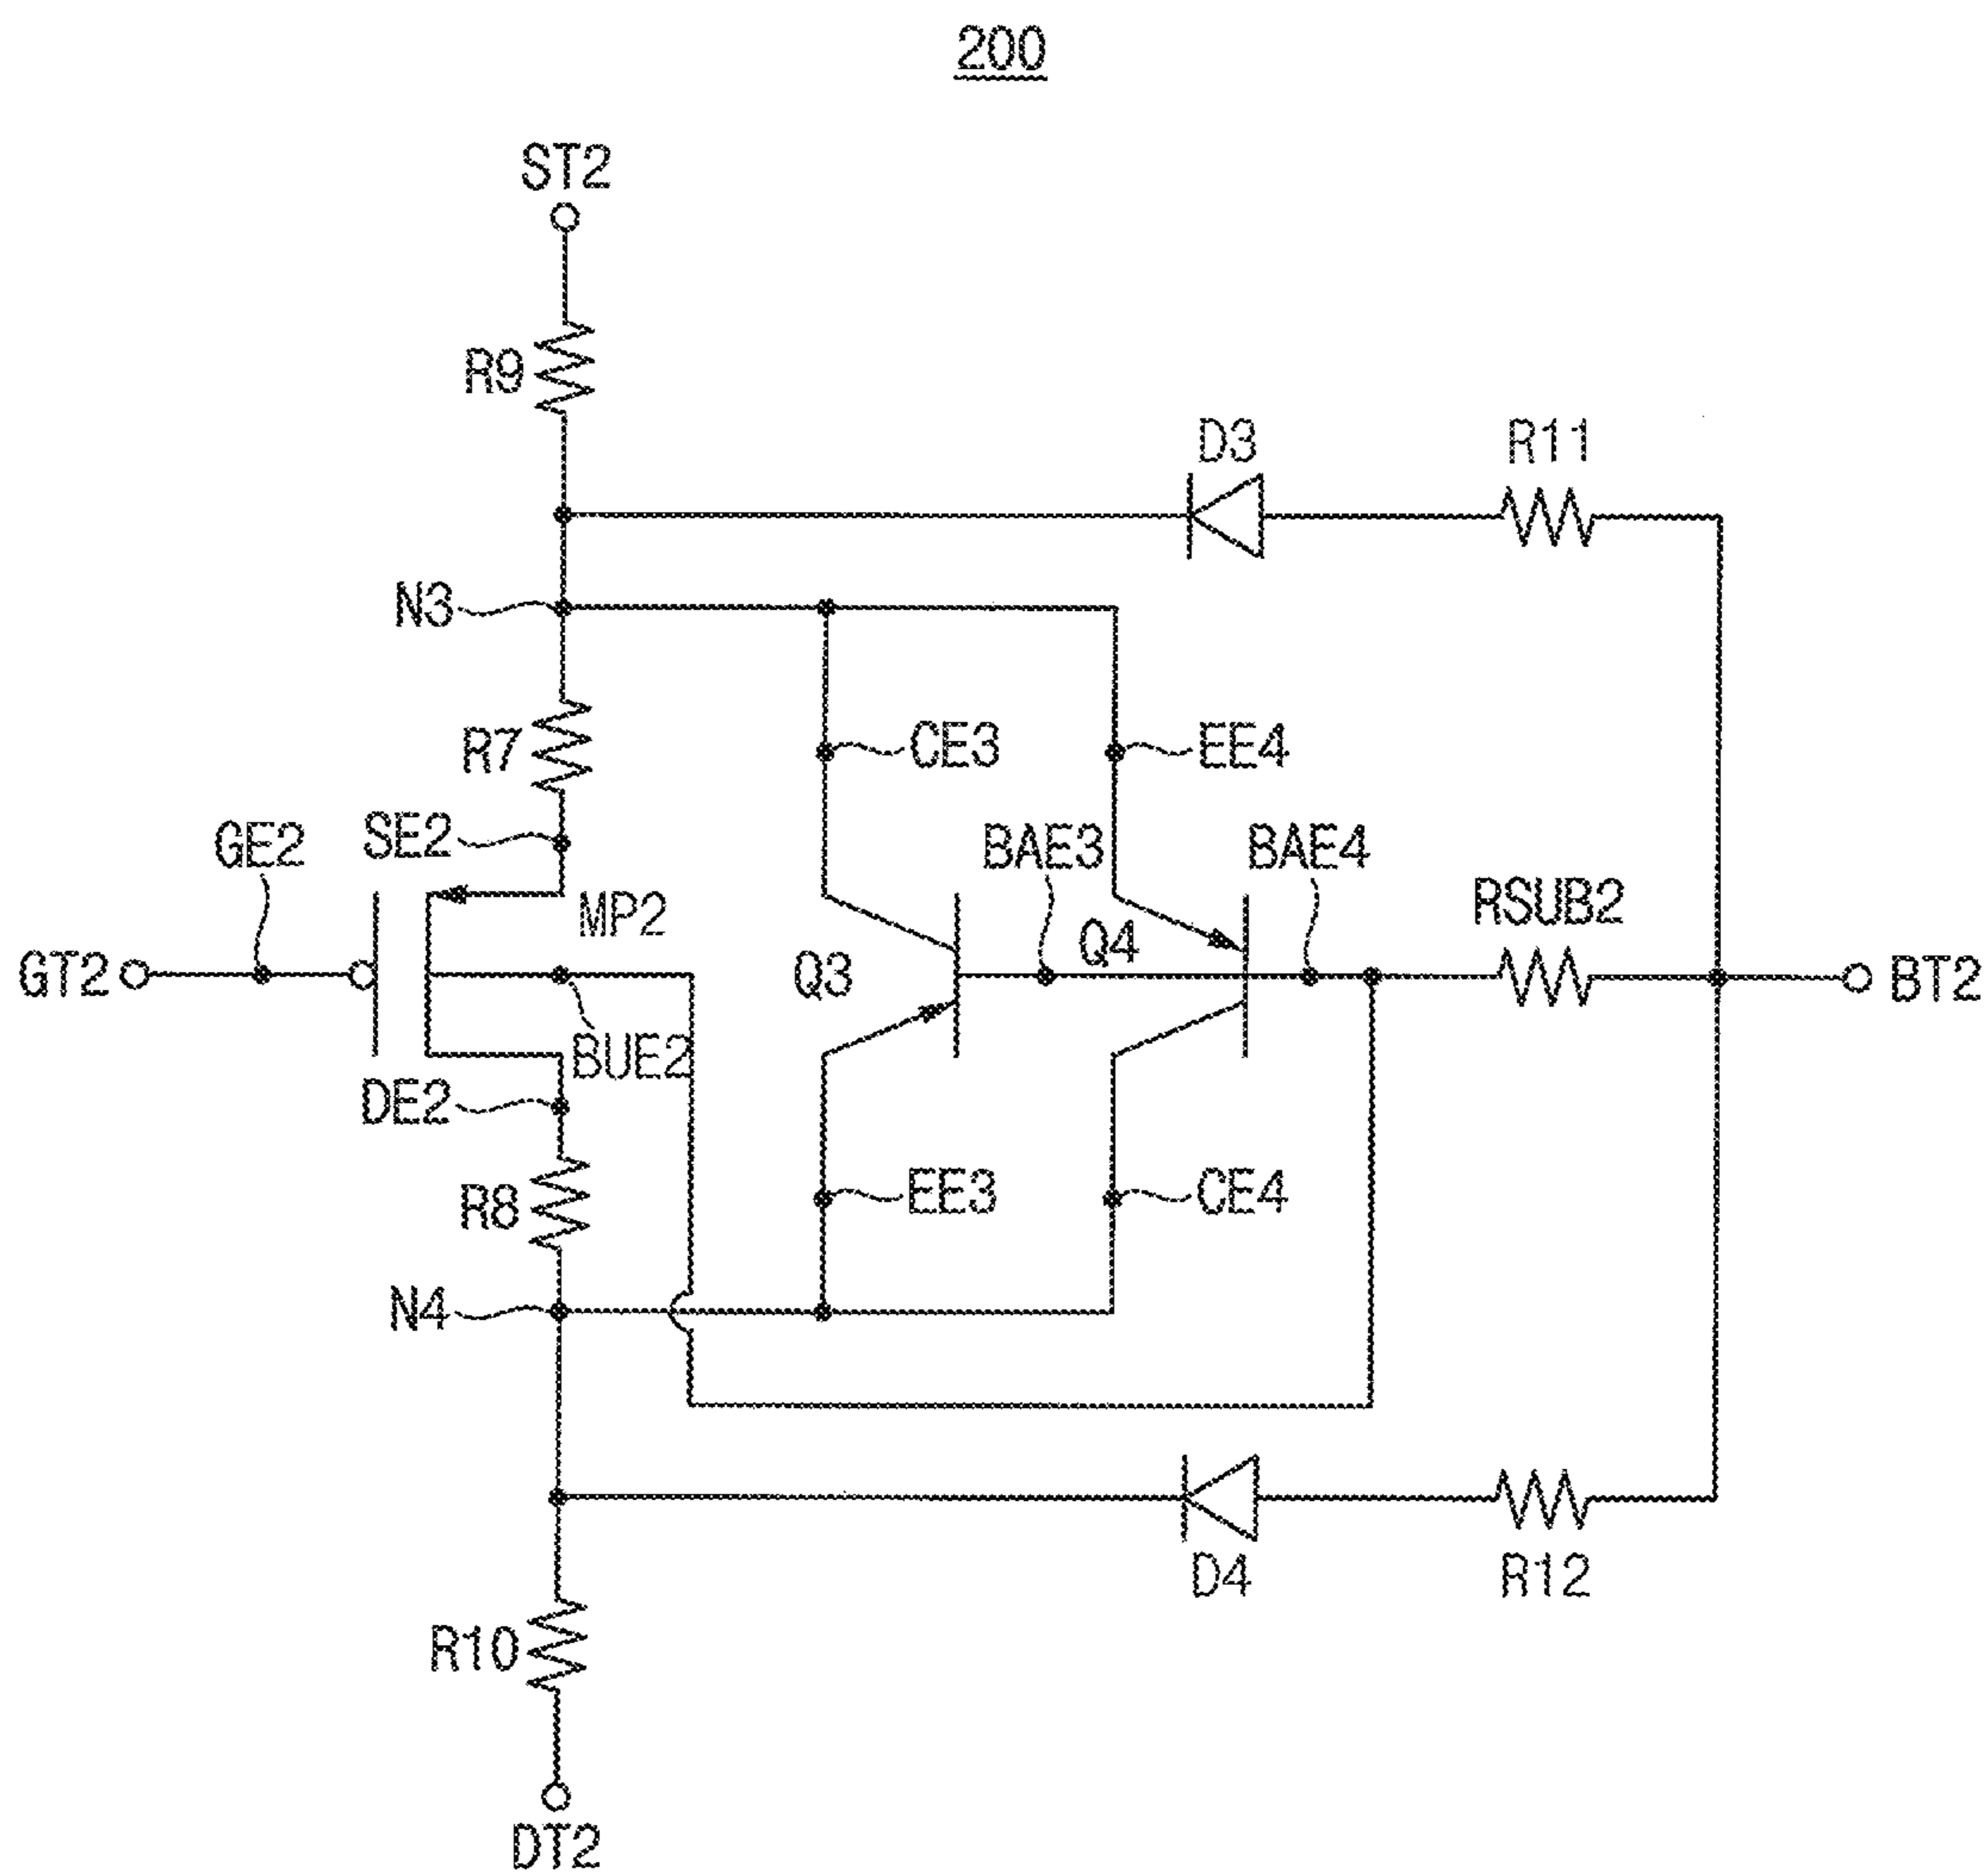 200
ST2
R9
D3
R11
N3
R7
CE3
EE4
GE2
SE2
BAE3
BAE4
RSUB2
MP2
Q4
GT2
Q3
BT2
BUE2
DE2
R8
EE3
CE4
N4
D4
R12
R10
DT2